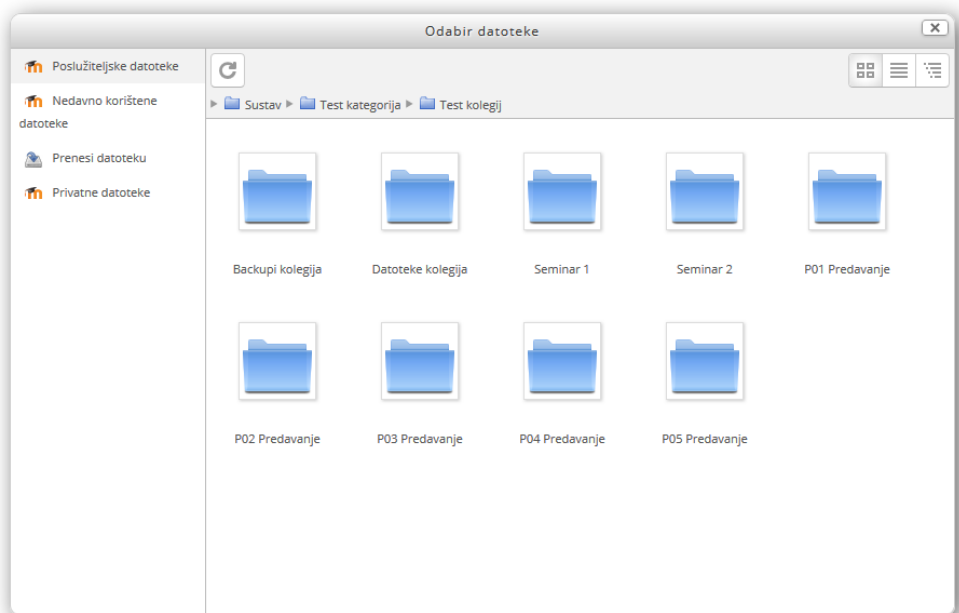 Odabir datoteke
Poslužiteljske datoteke
Nedavno korištene
datoteke
Prenesi datoteku
Privatne datoteke
Sustav Test kategorija Test kolegij
Backupi kolegija Datoteke kolegija Seminar 1 Seminar 2 P01 Predavanje
P02 Predavanje P03 Predavanje P04 Predavanje P05 Predavanje